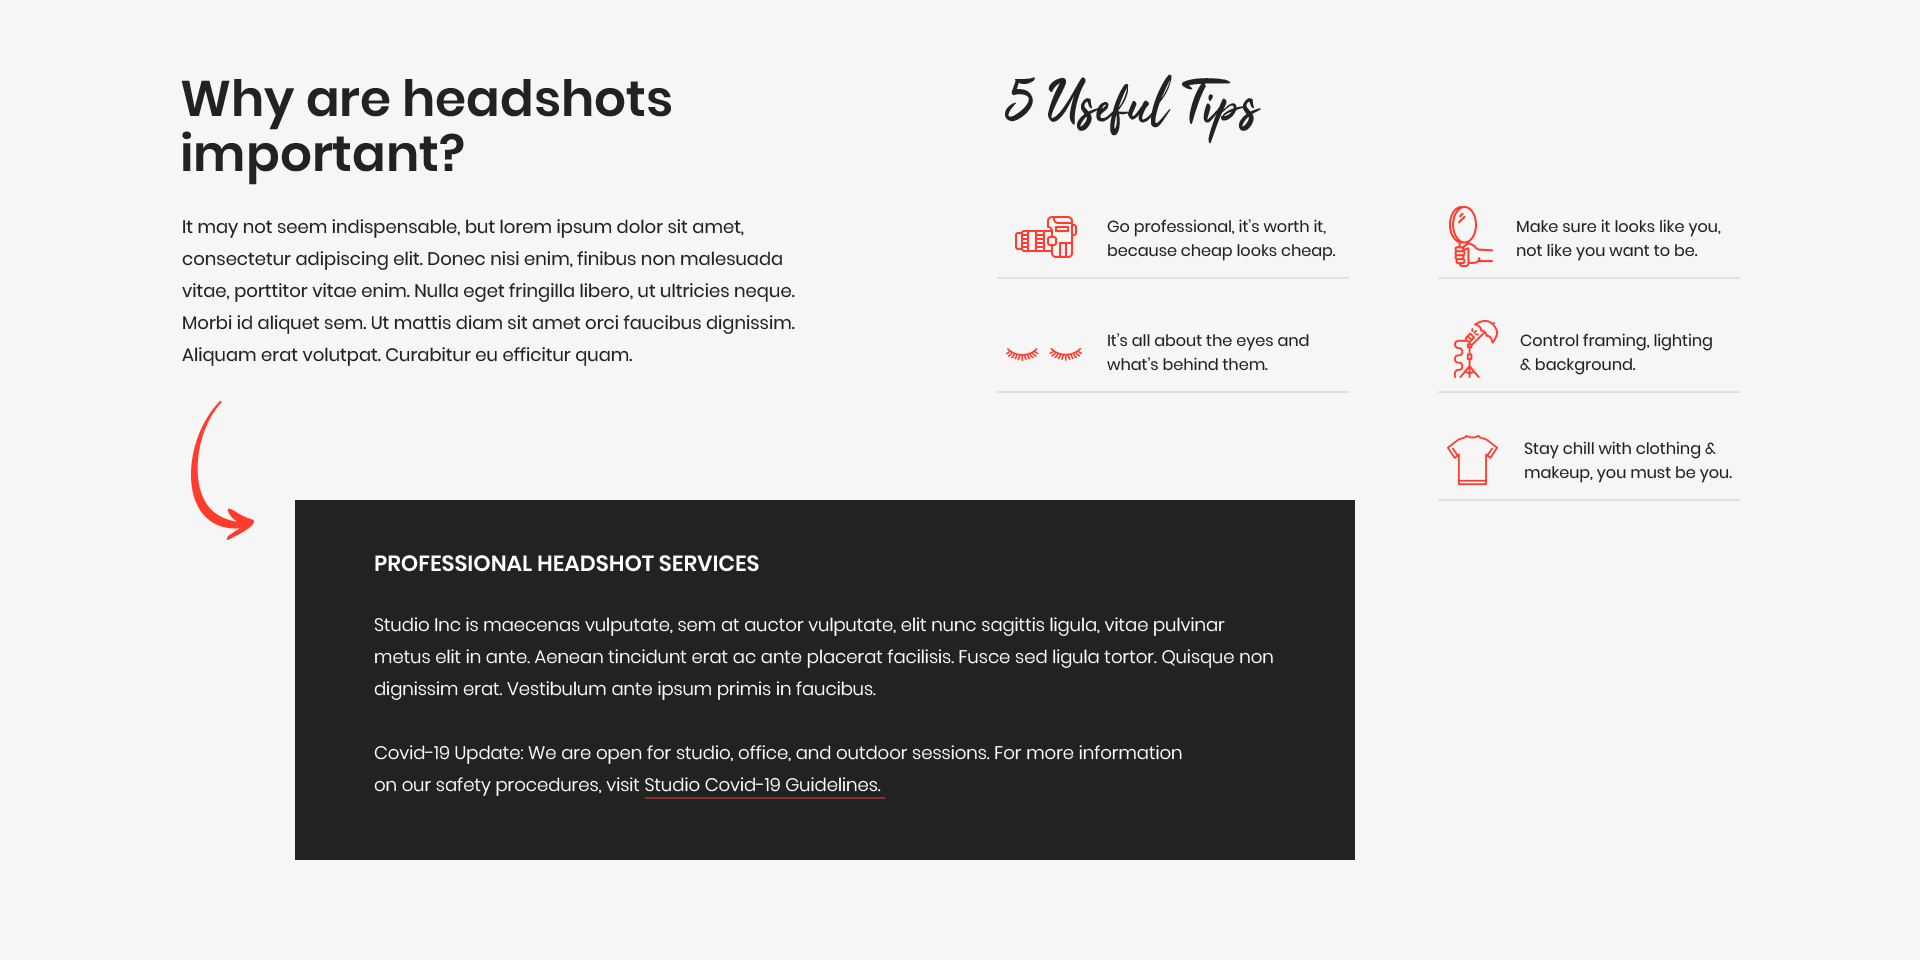 Why are headshots
important?
It may not seem indispensable, but lorem ipsum dolor sit amet,
consectetur adipiscing elit. Donec nisi enim, finibus non malesuada
vitae, porttitor vitae enim. Nulla eget fringilla libero, ut ultricies neque.
Morbi id aliquet sem. Ut mattis diam sit amet orci faucibus dignissim.
Aliquam erat volutpat. Curabitur eu efficitur quam.
5 Useful Tips
Go professional, it's worth it,
because cheap looks cheap.
It's all about the eyes and
what's behind them.
Make sure it looks like you,
not like you want to be.
Control framing, lighting
& background.
Stay chill with clothing &
makeup, you must be you.
PROFESSIONAL HEADSHOT SERVICES
Studio Inc is maecenas vulputate, sem at auctor vulputate, elit nunc sagittis ligula, vitae pulvinar
metus elit in ante. Aenean tincidunt erat ac ante placerat facilisis. Fusce sed ligula tortor. Quisque non
dignissim erat. Vestibulum ante ipsum primis in faucibus.
Covid-19 Update: We are open for studio, office, and outdoor sessions. For more information
on our safety procedures, visit Studio Covid-19 Guidelines.